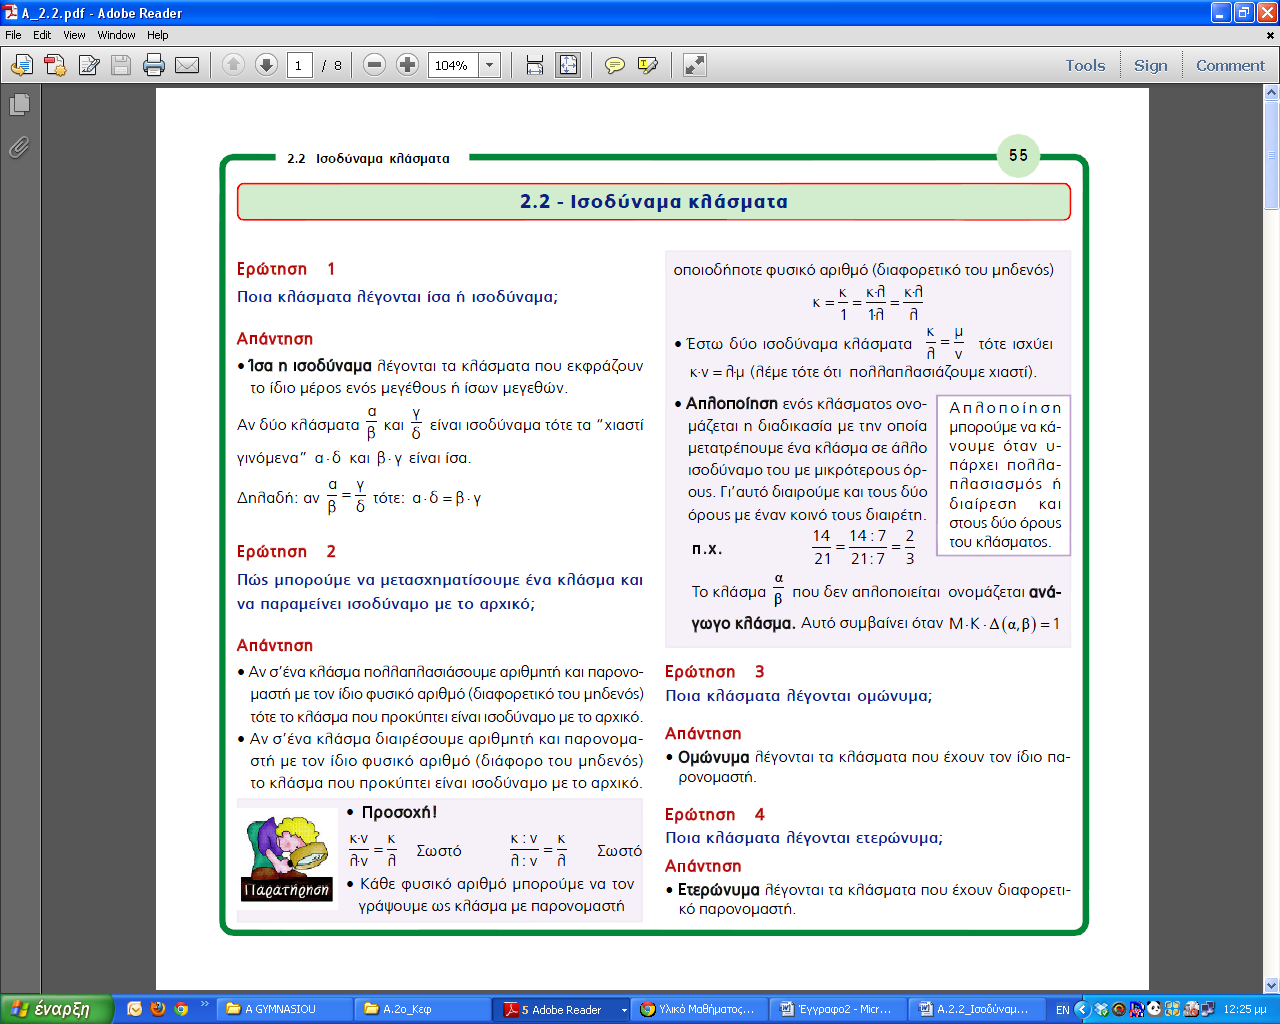 A_2.2.pdf - Adobe Reader
File Edit View Window Help
1 / 8 104% Tools Sign Comment
2.2 Ισοδύναμα κλάσματα
55
2.2 - Ισοδύναμα κλάσματα
Ερώτηση 1
Ποια κλάσματα λέγονται ίσα ή ισοδύναμα;
Απάντηση
• Ίσα η ισοδύναμα λέγονται τα κλάσματα που εκφράζουν
το ίδιο μέρος ενός μεγέθους ή ίσων μεγεθών.
Αν δύο κλάσματα α/β και γ/δ είναι ισοδύναμα τότε τα “χιαστί
γινόμενα” α·δ και β·γ είναι ίσα.
Δηλαδή: αν α/β = γ/δ τότε: α·δ = β·γ
Ερώτηση 2
Πώς μπορούμε να μετασχηματίσουμε ένα κλάσμα και
να παραμείνει ισοδύναμο με το αρχικό;
Απάντηση
• Αν σ’ένα κλάσμα πολλαπλασιάσουμε αριθμητή και παρονο-
μαστή με τον ίδιο φυσικό αριθμό (διαφορετικό του μηδενός)
τότε το κλάσμα που προκύπτει είναι ισοδύναμο με το αρχικό.
• Αν σ’ένα κλάσμα διαιρέσουμε αριθμητή και παρονομα-
στή με τον ίδιο φυσικό αριθμό (διάφορο του μηδενός)
το κλάσμα που προκύπτει είναι ισοδύναμο με το αρχικό.
Παρατήρηση
• Προσοχή!
κ·ν/λ·ν = κ/λ Σωστό κ : ν/λ : ν = κ/λ Σωστό
• Κάθε φυσικό αριθμό μπορούμε να τον
γράψουμε ως κλάσμα με παρονομαστή
οποιοδήποτε φυσικό αριθμό (διαφορετικό του μηδενός)
κ = κ/1 = κ·λ/1·λ = κ·λ/λ
• Έστω δύο ισοδύναμα κλάσματα κ/λ = μ/ν τότε ισχύει
κ·ν = λ·μ (λέμε τότε ότι πολλαπλασιάζουμε χιαστί).
• Απλοποίηση ενός κλάσματος ονο-
μάζεται η διαδικασία με την οποία
μετατρέπουμε ένα κλάσμα σε άλλο
ισοδύναμο του με μικρότερους όρ-
ους. Γι’αυτό διαιρούμε και τους δύο
όρους με έναν κοινό τους διαιρέτη.
π.χ. 14/21 = 14 : 7/21 : 7 = 2/3
Απλοποίηση
μπορούμε να κά-
νουμε όταν υ-
πάρχει πολλα-
πλασιασμός ή
διαίρεση και
στους δύο όρους
του κλάσματος.
Το κλάσμα α/β που δεν απλοποιείται ονομάζεται ανά-
γωγο κλάσμα. Αυτό συμβαίνει όταν Μ·Κ·Δ(α,β) = 1
Ερώτηση 3
Ποια κλάσματα λέγονται ομώνυμα;
Απάντηση
• Ομώνυμα λέγονται τα κλάσματα που έχουν τον ίδιο πα-
ρονομαστή.
Ερώτηση 4
Ποια κλάσματα λέγονται ετερώνυμα;
Απάντηση
• Ετερώνυμα λέγονται τα κλάσματα που έχουν διαφορετι-
κό παρονομαστή.
έναρξη A GYMNASIOU Α.2ο_Κεφ 5 Adobe Reader Υλικό Μαθήματος... Έγγραφο2 - Micr... Α.2.2_Ισοδύναμ... EN 12:25 μμ